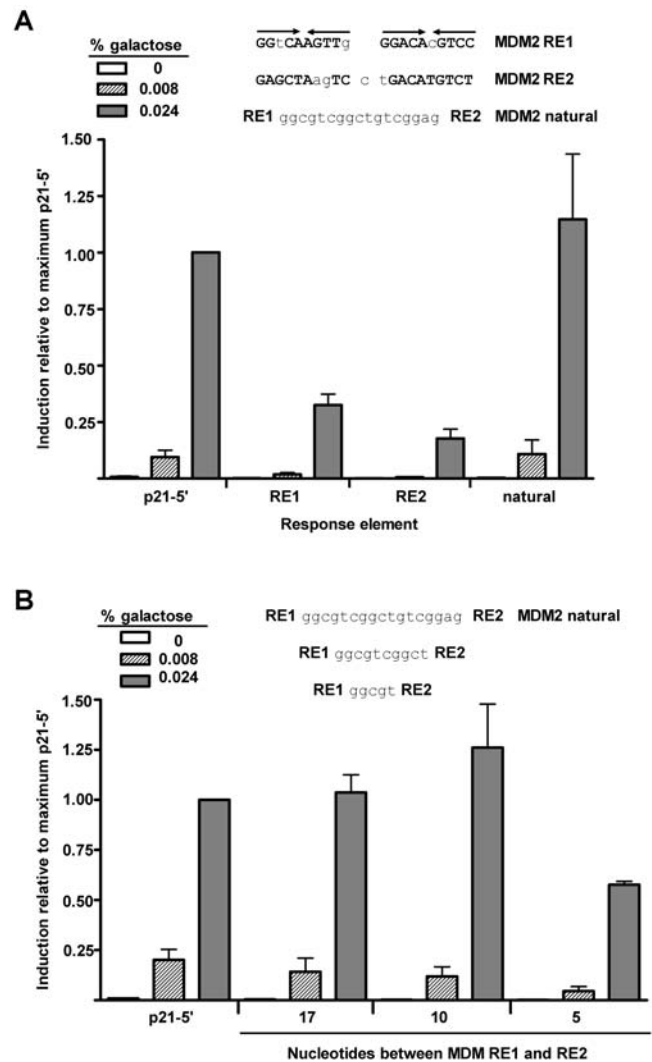 A
% galactose
0
0.008
0.024
GGtCAAGTTg GGACAcGTCC MDM2 RE1
GAGCTAagTC c tGACATGTCT MDM2 RE2
RE1 ggcgtcggctgtcggag RE2 MDM2 natural
Induction relative to maximum p21-5'
1.50
1.25
1.00
0.75
0.50
0.25
p21-5' RE1 RE2 natural
Response element
B
% galactose
0
0.008
0.024
RE1 ggcgtcggctgtcggag RE2 MDM2 natural
RE1 ggcgtcggct RE2
RE1 ggcgt RE2
Induction relative to maximum p21-5'
1.50
1.25
1.00
0.75
0.50
0.25
p21-5' 17 10 5
Nucleotides between MDM RE1 and RE2